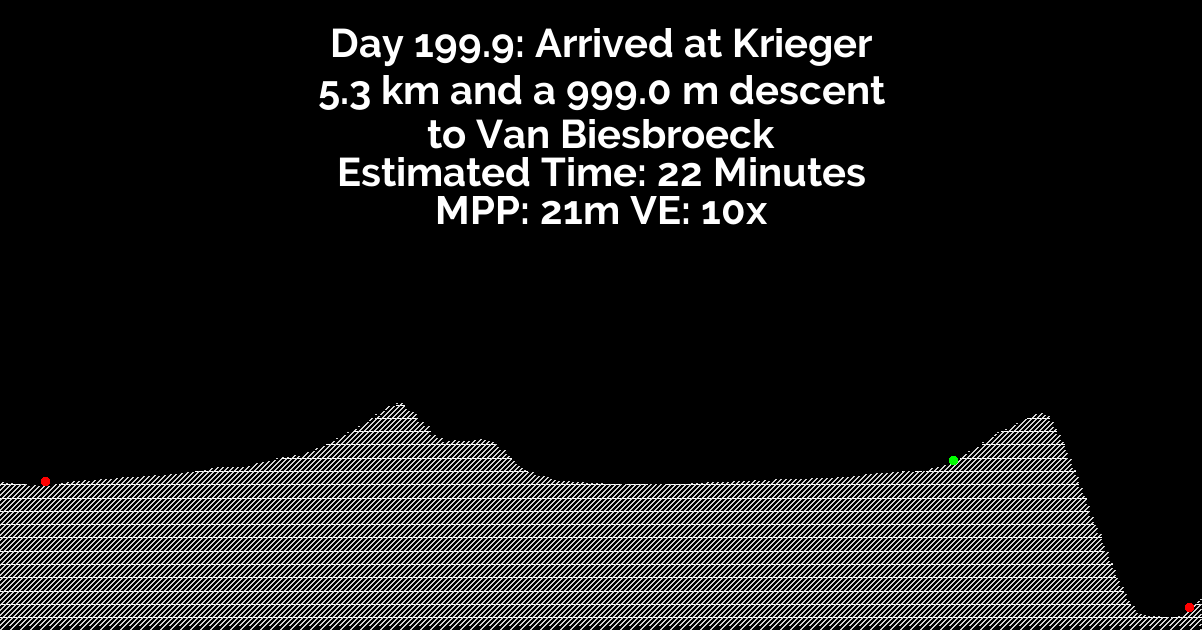 Day 199.9: Arrived at Krieger
5.3 km and a 999.0 m descent
to Van Biesbroeck
Estimated Time: 22 Minutes
MPP: 21m VE: 10x